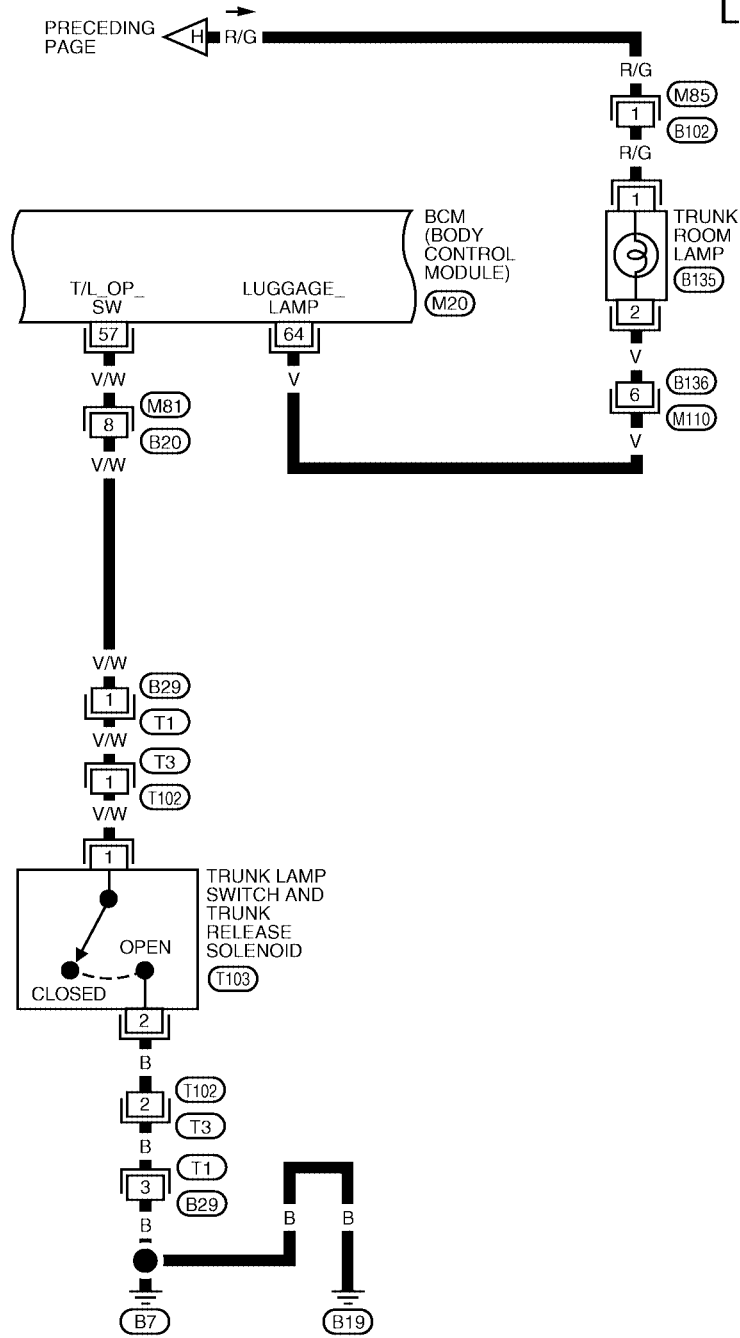 PRECEDING
PAGE
H
R/G
R/G
1
M85
B102
R/G
1
TRUNK
ROOM
LAMP
B135
2
V
6
B136
M110
V
BCM
(BODY
CONTROL
MODULE)
M20
T/L_OP_
SW
LUGGAGE_
LAMP
57
64
V/W
V
8
M81
B20
V/W
V/W
1
B29
T1
V/W
1
T3
T102
V/W
1
TRUNK LAMP
SWITCH AND
TRUNK
RELEASE
SOLENOID
T103
OPEN
CLOSED
2
B
2
T102
T3
B
3
T1
B29
B
B
B
B7
B19